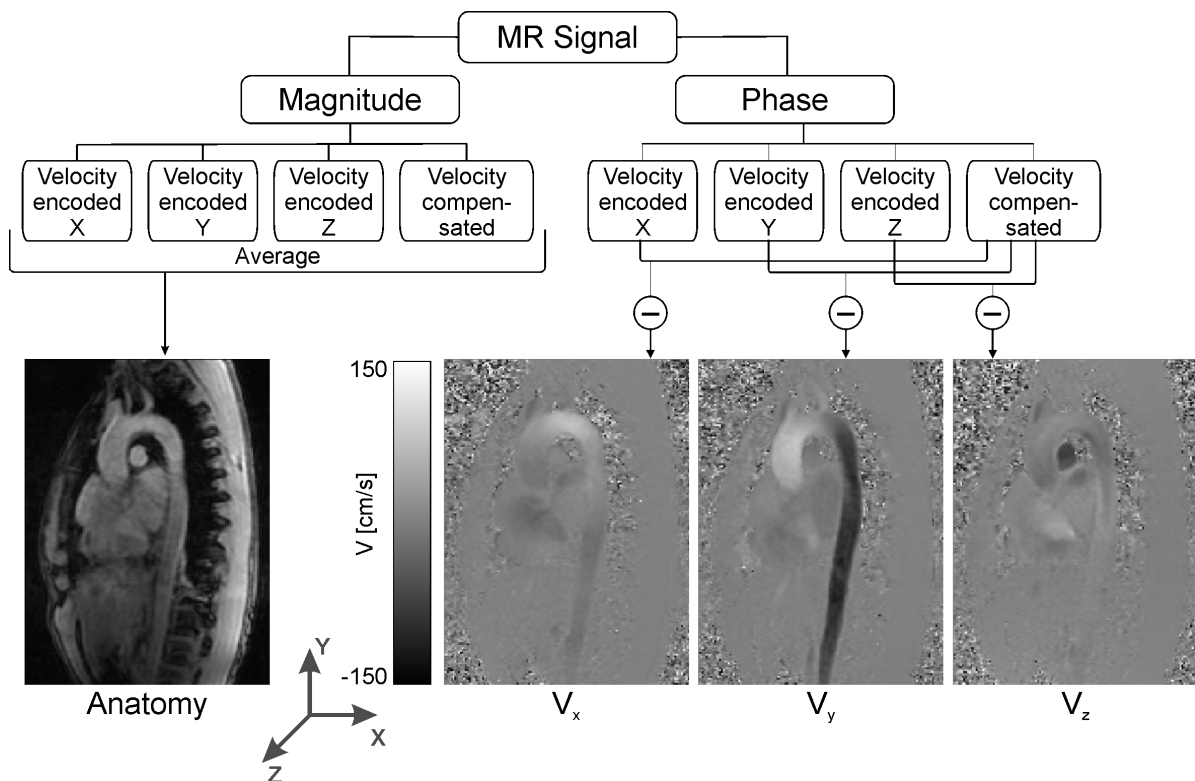 MR Signal
Magnitude
Phase
Velocity
encoded
X
Velocity
encoded
Y
Velocity
encoded
Z
Velocity
compen-
sated
Velocity
encoded
X
Velocity
encoded
Y
Velocity
encoded
Z
Velocity
compen-
sated
Average
−
−
−
150
V [cm/s]
-150
Y
X
Z
Anatomy
Vx
Vy
Vz